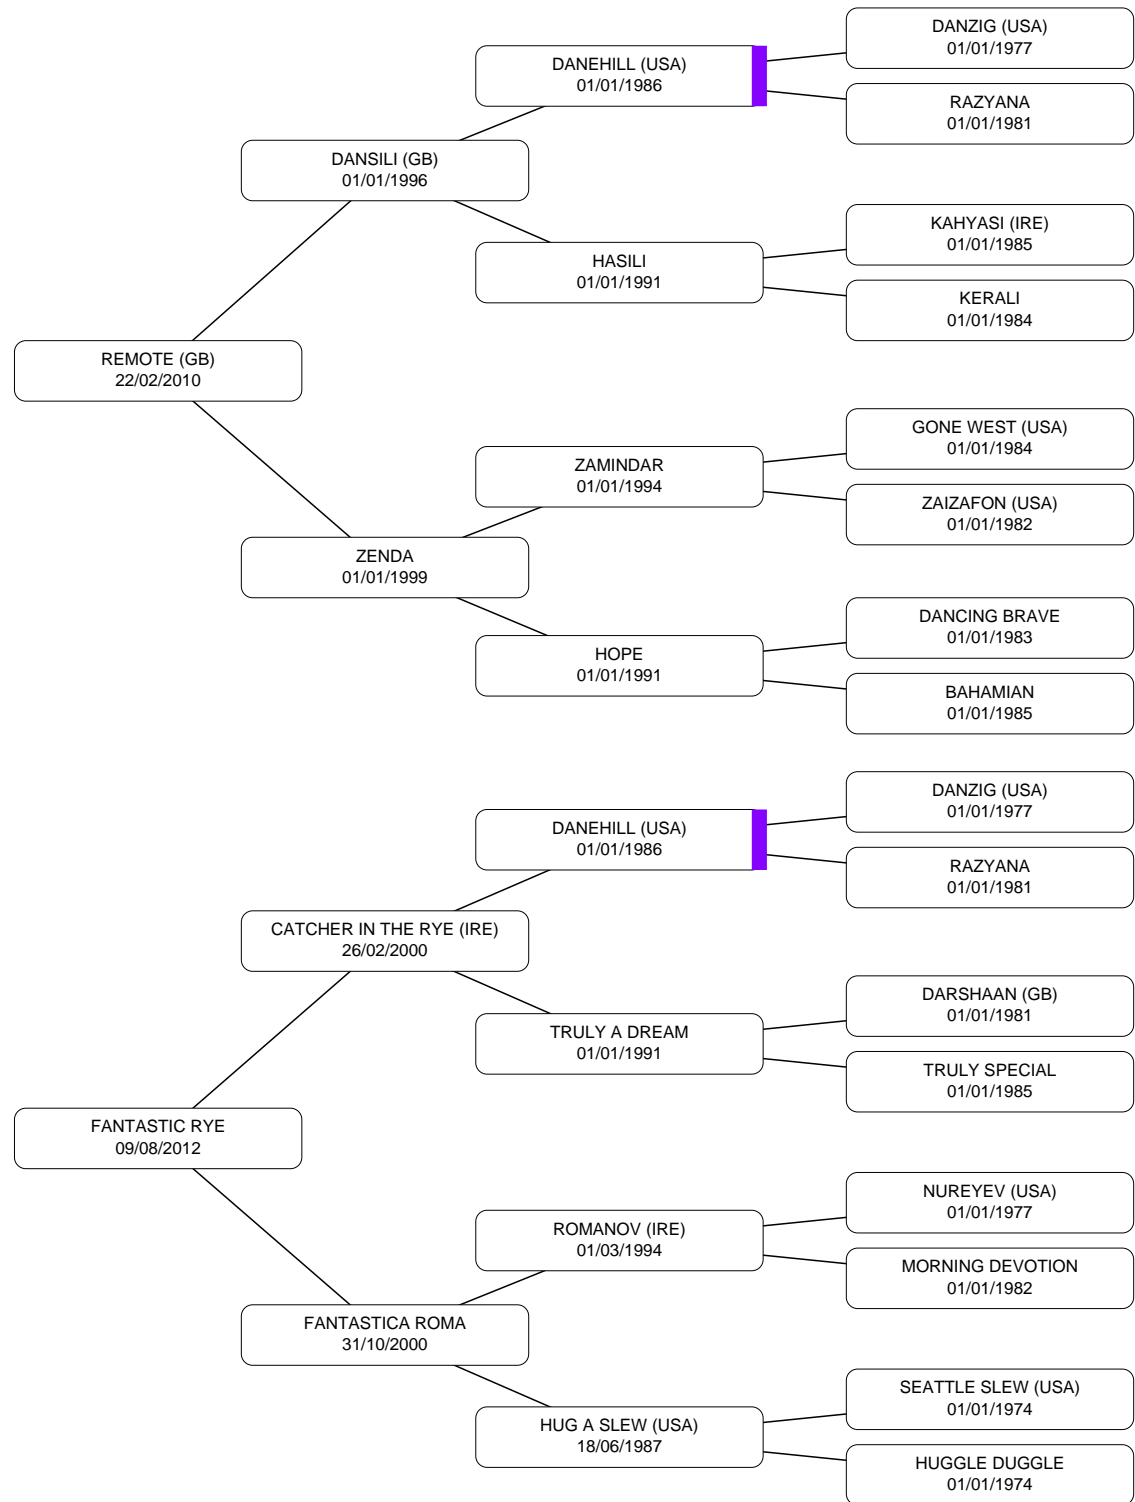 DANZIG (USA)
01/01/1977
DANEHILL (USA)
01/01/1986
RAZYANA
01/01/1981
DANSILI (GB)
01/01/1996
KAHYASI (IRE)
01/01/1985
HASILI
01/01/1991
KERALI
01/01/1984
REMOTE (GB)
22/02/2010
GONE WEST (USA)
01/01/1984
ZAMINDAR
01/01/1994
ZAIZAFON (USA)
01/01/1982
ZENDA
01/01/1999
DANCING BRAVE
01/01/1983
HOPE
01/01/1991
BAHAMIAN
01/01/1985
DANZIG (USA)
01/01/1977
DANEHILL (USA)
01/01/1986
RAZYANA
01/01/1981
CATCHER IN THE RYE (IRE)
26/02/2000
DARSHAAN (GB)
01/01/1981
TRULY A DREAM
01/01/1991
TRULY SPECIAL
01/01/1985
FANTASTIC RYE
09/08/2012
NUREYEV (USA)
01/01/1977
ROMANOV (IRE)
01/03/1994
MORNING DEVOTION
01/01/1982
FANTASTICA ROMA
31/10/2000
SEATTLE SLEW (USA)
01/01/1974
HUG A SLEW (USA)
18/06/1987
HUGGLE DUGGLE
01/01/1974